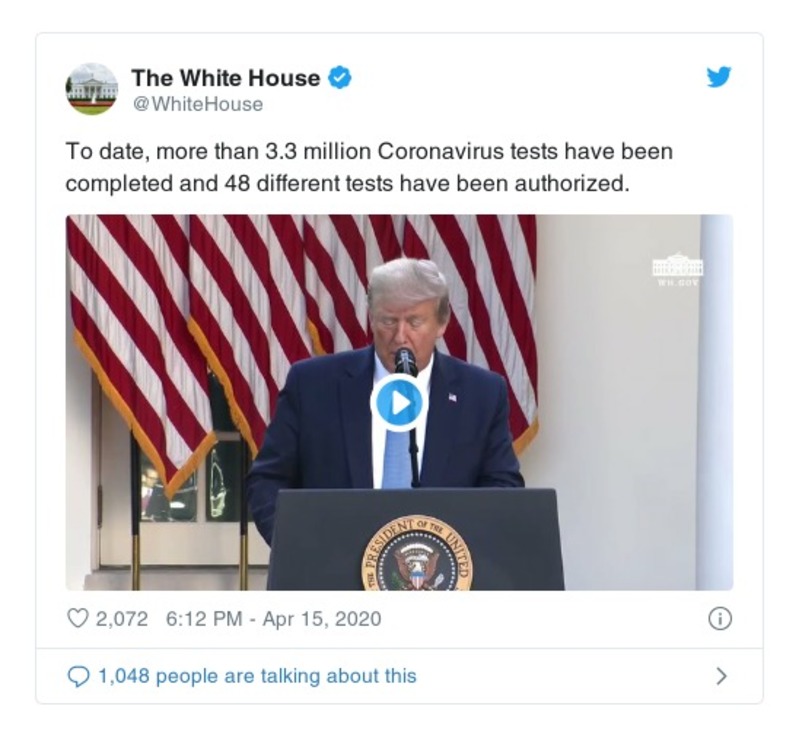 The White House
@WhiteHouse
To date, more than 3.3 million Coronavirus tests have been
completed and 48 different tests have been authorized.
WH.GOV
PRESIDENT OF THE UNITED
2,072 6:12 PM - Apr 15, 2020
1,048 people are talking about this